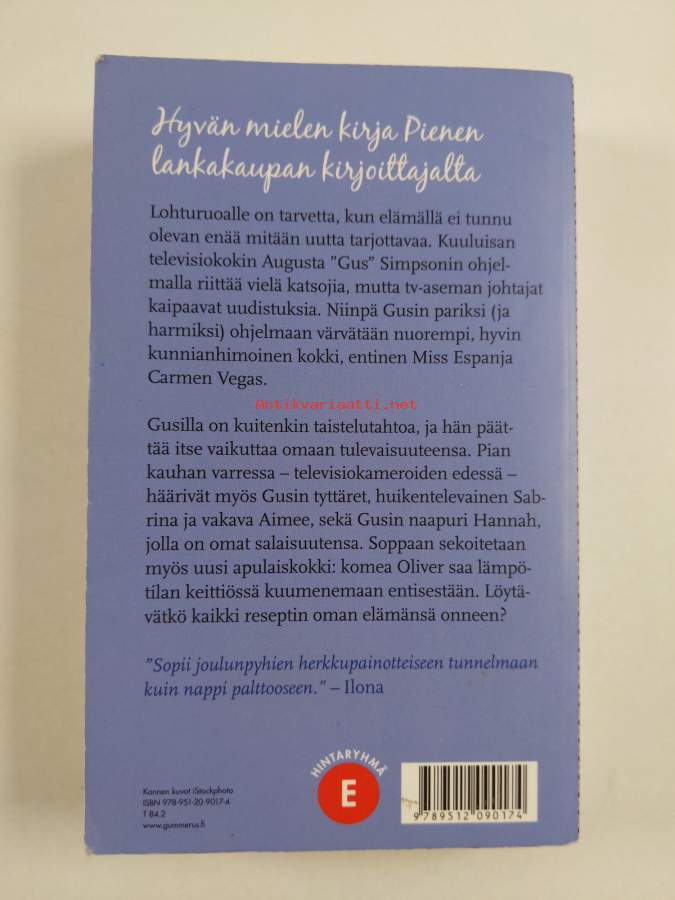 Hyvän mielen kirja Pienen
lankakaupan kirjoittajalta
Lohturuoalle on tarvetta, kun elämällä ei tunnu
olevan enää mitään uutta tarjottavaa. Kuuluisan
televisiokokin Augusta ”Gus” Simpsonin ohjel-
malla riittää vielä katsojia, mutta tv-aseman johtajat
kaipaavat uudistuksia. Niinpä Gusin pariksi (ja
harmiksi) ohjelmaan värvätään nuorempi, hyvin
kunnianhimoinen kokki, entinen Miss Espanja
Carmen Vegas.
Antikvariaatti.net
Gusilla on kuitenkin taistelutahtoa, ja hän päät-
tää itse vaikuttaa omaan tulevaisuuteensa. Pian
kauhan varressa – televisiokameroiden edessä –
häärivät myös Gusin tyttäret, huikentelevainen Sab-
rina ja vakava Aimee, sekä Gusin naapuri Hannah,
jolla on omat salaisuutensa. Soppaan sekoitetaan
myös uusi apulaiskokki: komea Oliver saa lämpö-
tilan keittiössä kuumenemaan entisestään. Löytä-
vätkö kaikki reseptin oman elämänsä onneen?
”Sopii joulunpyhien herkkupainotteiseen tunnelmaan
kuin nappi palttooseen.” – Ilona
HINTARYHMÄ
E
Kannen kuvat iStockphoto
ISBN 978-951-20-9017-4
T 84.2
www.gummerus.fi
9 789512 090174